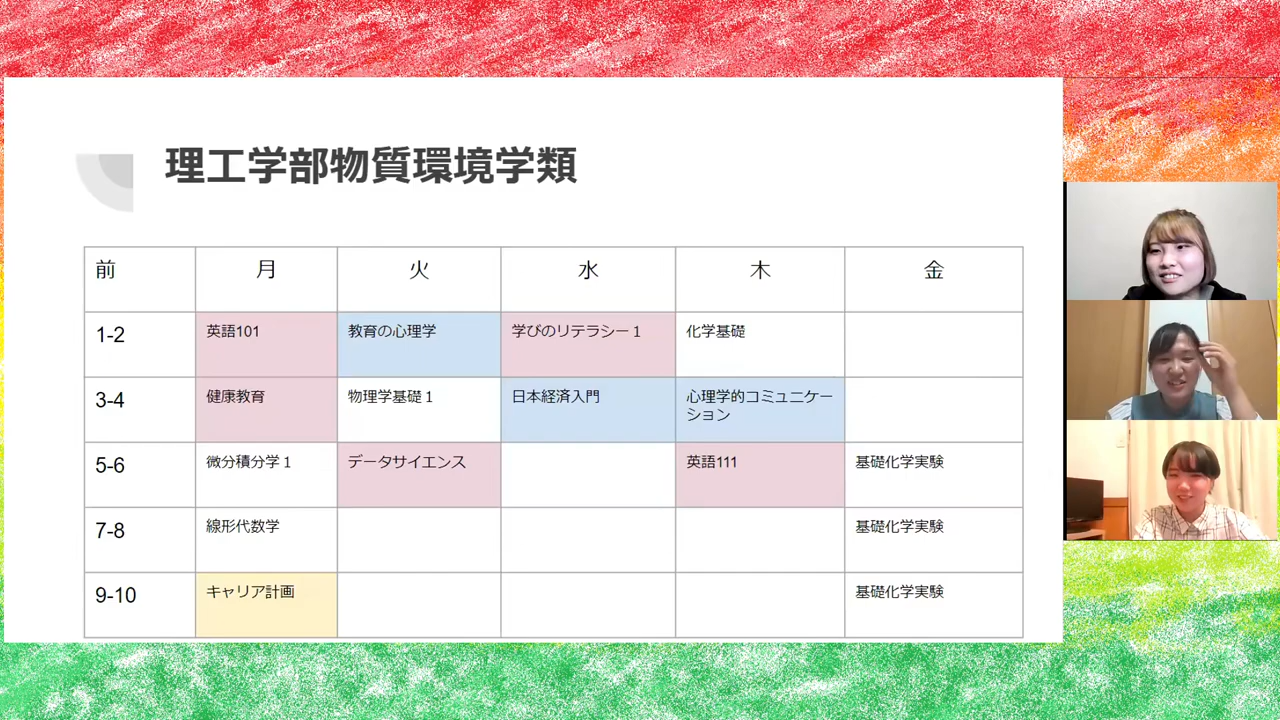 理工学部物質環境学類
前 月 火 水 木 金
1-2 英語101 教育の心理学 学びのリテラシー１ 化学基礎
3-4 健康教育 物理学基礎１ 日本経済入門 心理学的コミュニケー
ション
5-6 微分積分学１ データサイエンス 英語111 基礎化学実験
7-8 線形代数学 基礎化学実験
9-10 キャリア計画 基礎化学実験